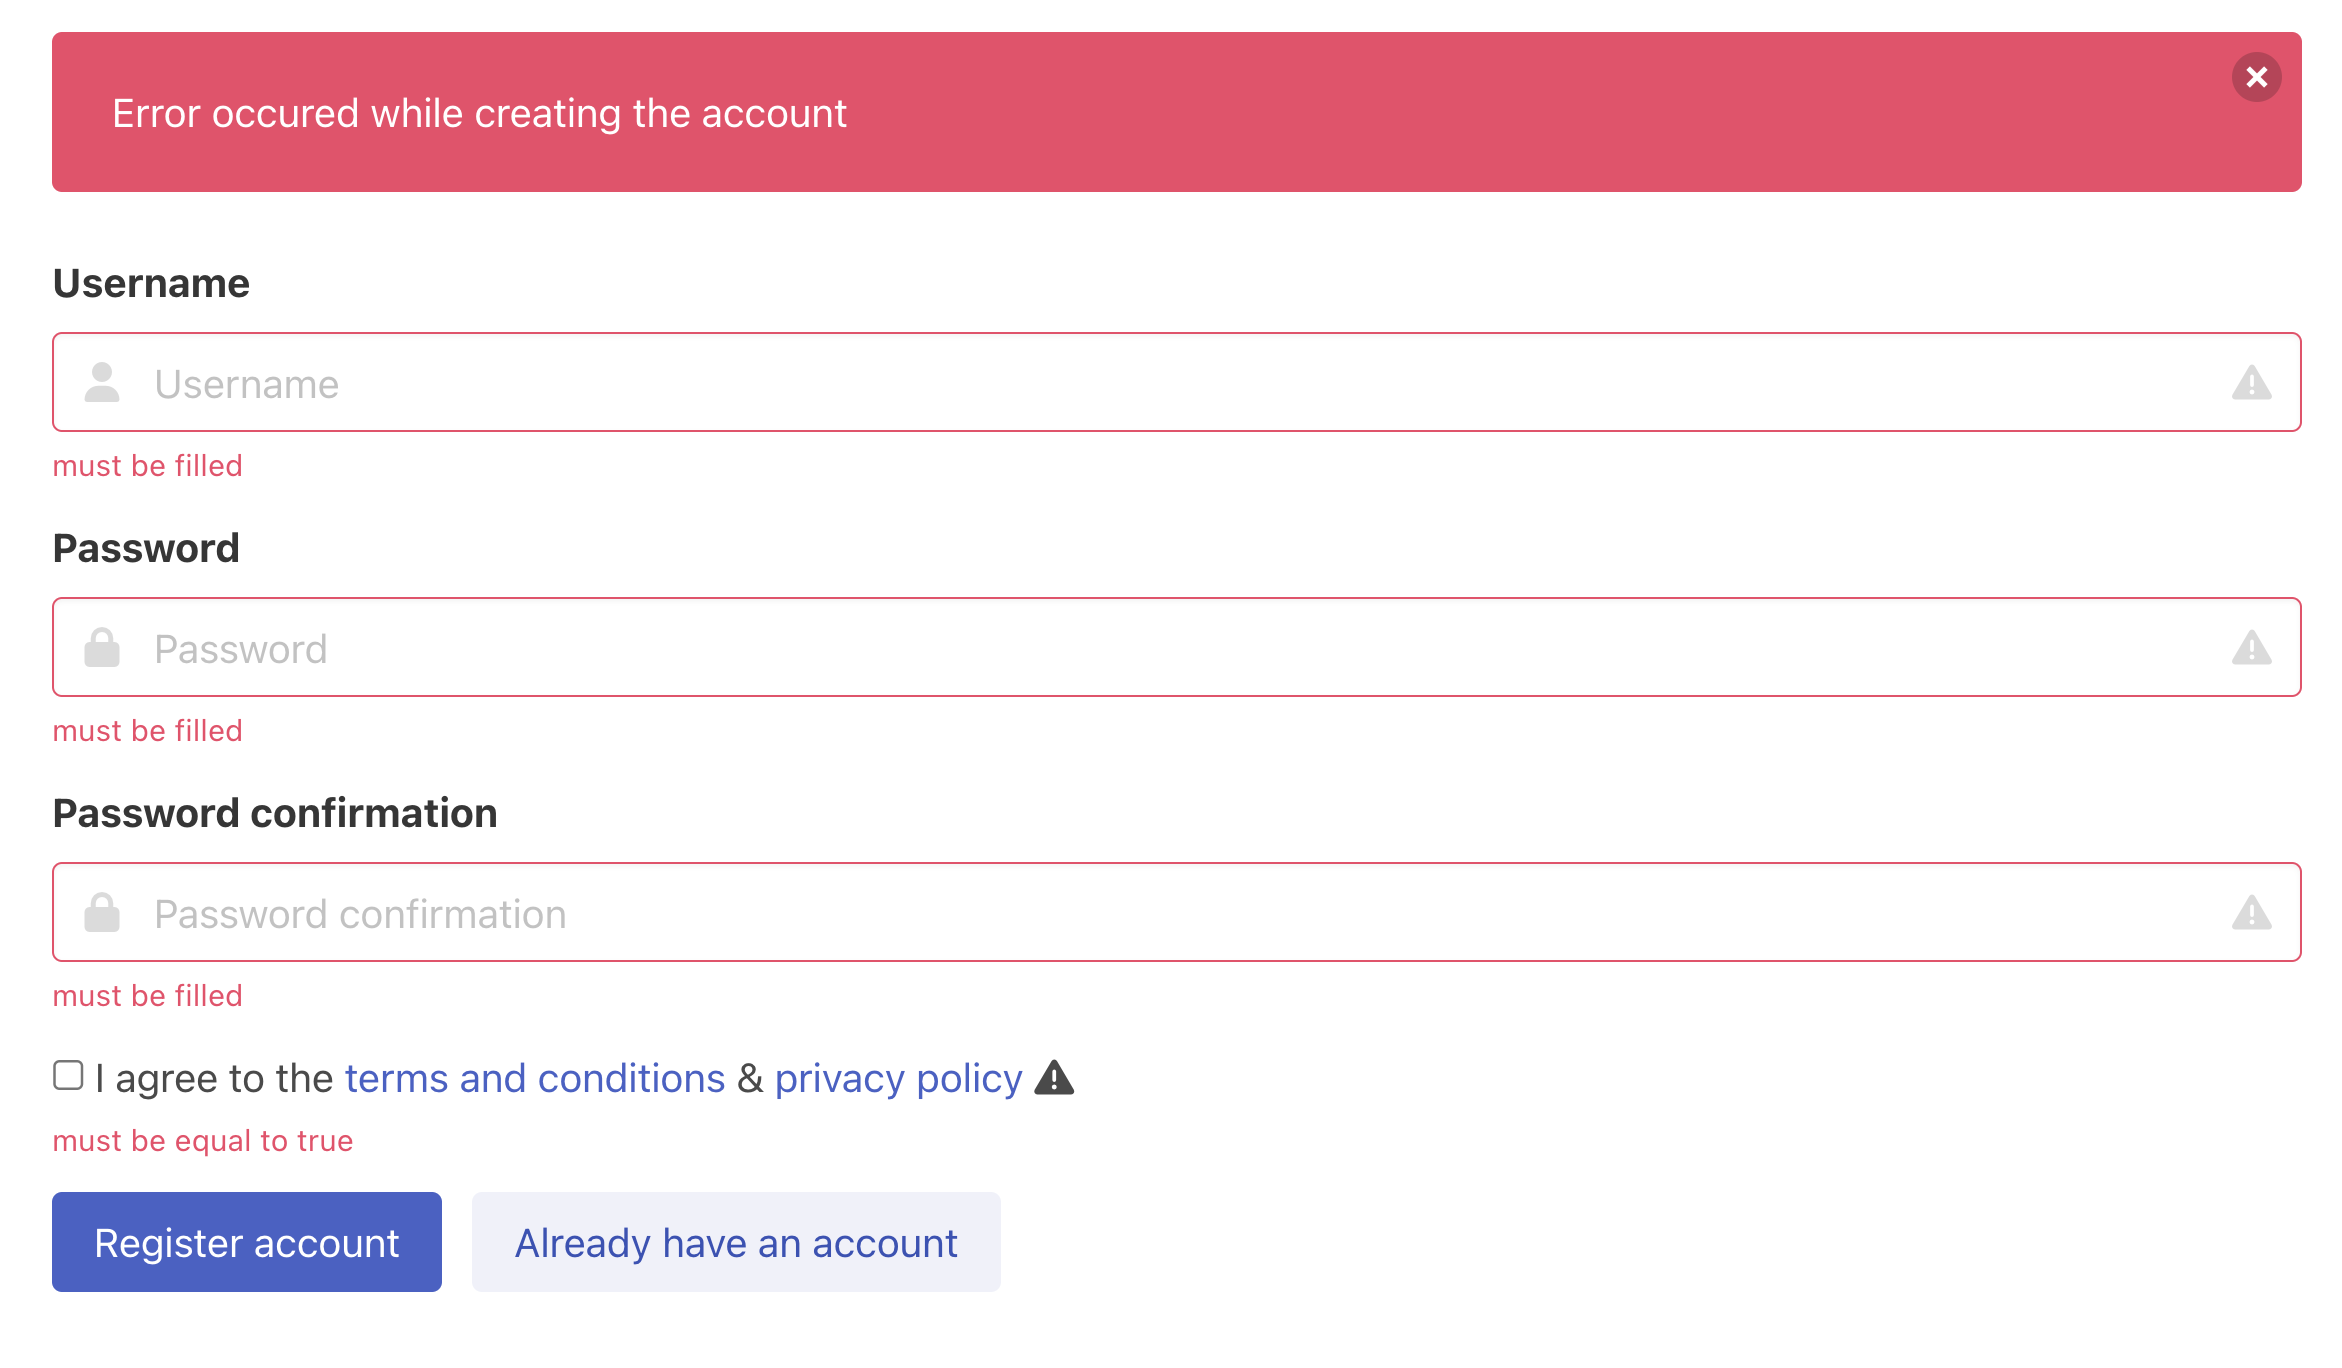 Error occured while creating the account
Username
Username
must be filled
Password
Password
must be filled
Password confirmation
Password confirmation
must be filled
I agree to the terms and conditions & privacy policy
must be equal to true
Register account
Already have an account